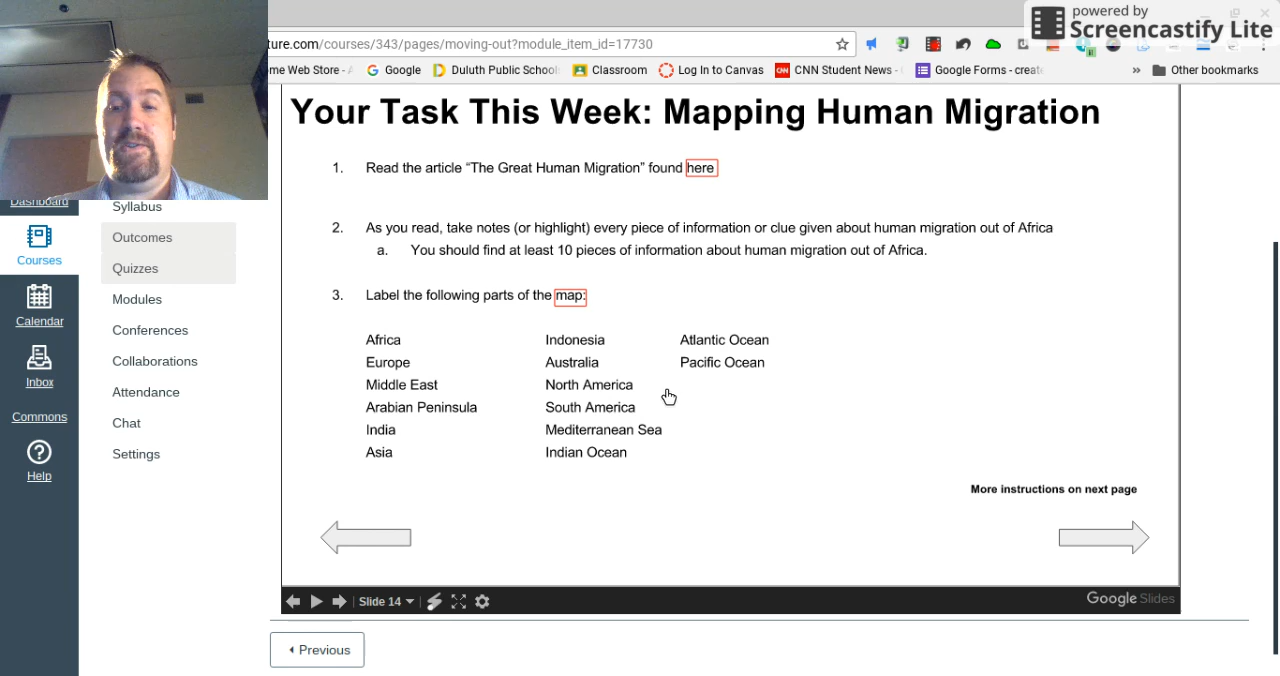 powered by
Screencastify Lite
ture.com/courses/343/pages/moving-out?module_item_id=17730
ome Web Store - A
Google
Duluth Public School
Classroom
Log In to Canvas
CNN Student News -
Google Forms - create
»
Other bookmarks
Your Task This Week: Mapping Human Migration
1. Read the article “The Great Human Migration” found here
2. As you read, take notes (or highlight) every piece of information or clue given about human migration out of Africa
a. You should find at least 10 pieces of information about human migration out of Africa.
3. Label the following parts of the map:
Africa Indonesia Atlantic Ocean
Europe Australia Pacific Ocean
Middle East North America
Arabian Peninsula South America
India Mediterranean Sea
Asia Indian Ocean
More instructions on next page
Slide 14
Google Slides
Previous
Dashboard
Courses
Calendar
Inbox
Commons
Help
Syllabus
Outcomes
Quizzes
Modules
Conferences
Collaborations
Attendance
Chat
Settings